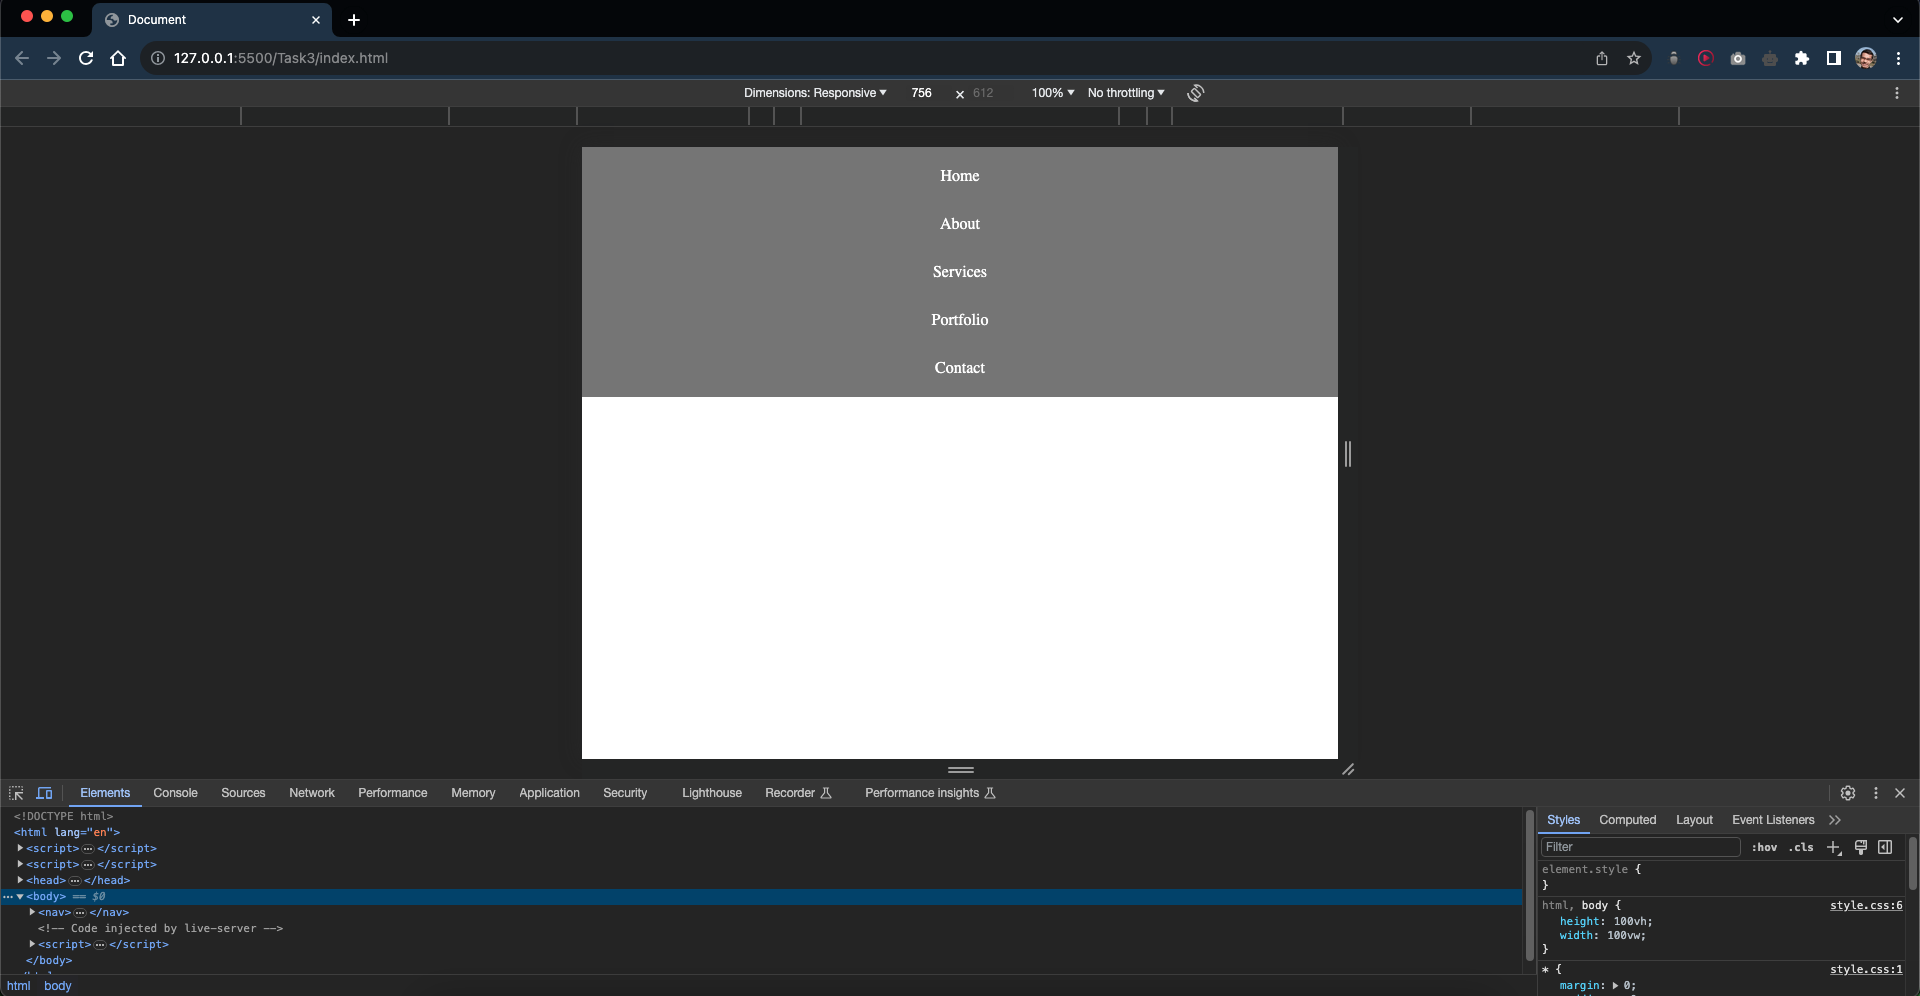 Document
127.0.0.1:5500/Task3/index.html
Dimensions: Responsive 756 × 612 100% No throttling
Home
About
Services
Portfolio
Contact
Elements Console Sources Network Performance Memory Application Security Lighthouse Recorder Performance insights
<!DOCTYPE html>
<html lang="en">
<script>…</script>
<script>…</script>
<head>…</head>
<body> == $0
<nav>…</nav>
<!-- Code injected by live-server -->
<script>…</script>
</body>
html body
Styles Computed Layout Event Listeners
Filter :hov .cls
element.style {
}
html, body { style.css:6
height: 100vh;
width: 100vw;
}
* { style.css:1
margin: 0;